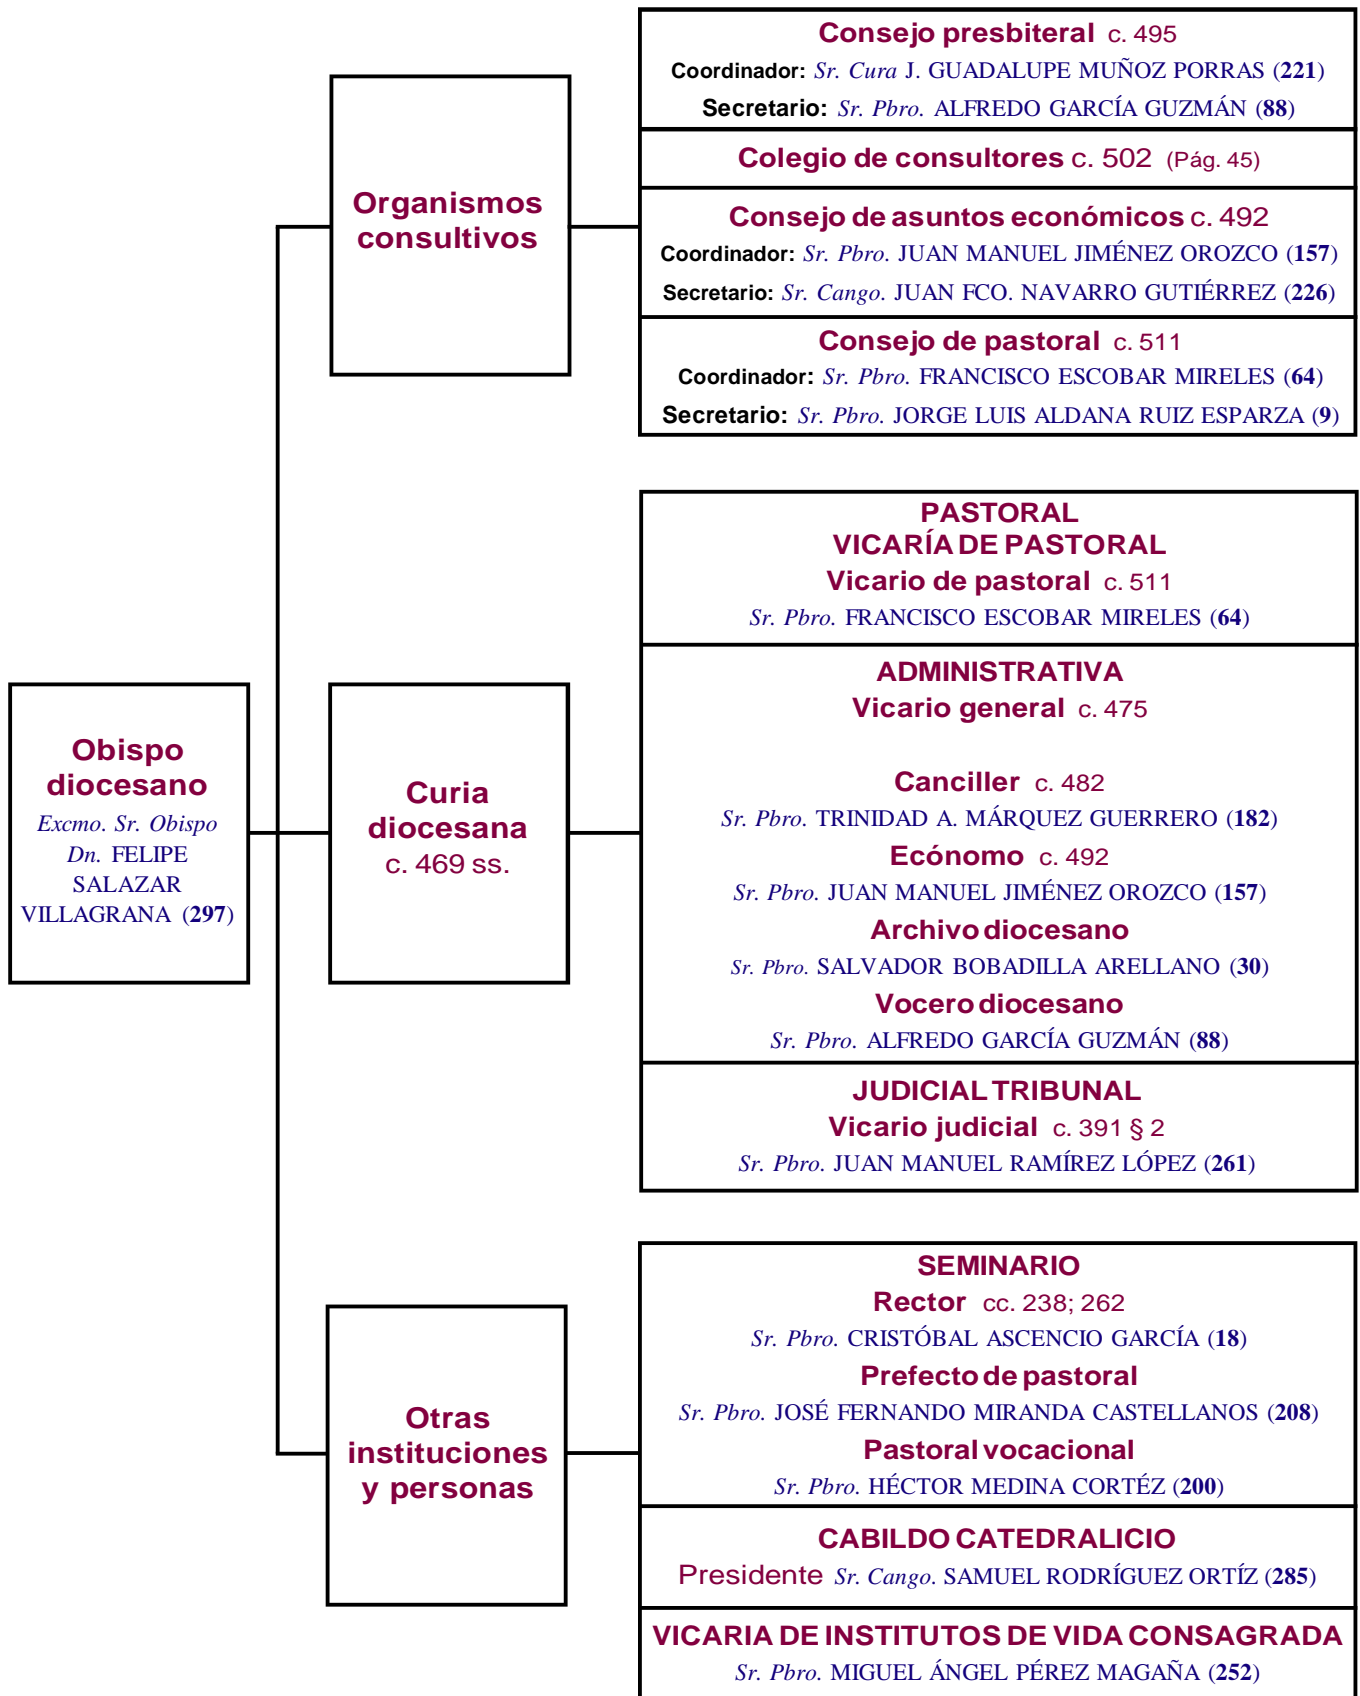 Consejo presbiteral c. 495
Coordinador: Sr. Cura J. GUADALUPE MUÑOZ PORRAS (221)
Secretario: Sr. Pbro. ALFREDO GARCÍA GUZMÁN (88)
Colegio de consultores c. 502 (Pág. 45)
Organismos
consultivos
Consejo de asuntos económicos c. 492
Coordinador: Sr. Pbro. JUAN MANUEL JIMÉNEZ OROZCO (157)
Secretario: Sr. Cango. JUAN FCO. NAVARRO GUTIÉRREZ (226)
Consejo de pastoral c. 511
Coordinador: Sr. Pbro. FRANCISCO ESCOBAR MIRELES (64)
Secretario: Sr. Pbro. JORGE LUIS ALDANA RUIZ ESPARZA (9)
PASTORAL
VICARÍA DE PASTORAL
Vicario de pastoral c. 511
Sr. Pbro. FRANCISCO ESCOBAR MIRELES (64)
Obispo
diocesano
Excmo. Sr. Obispo
Dn. FELIPE
SALAZAR
VILLAGRANA (297)
Curia
diocesana
c. 469 ss.
ADMINISTRATIVA
Vicario general c. 475
Canciller c. 482
Sr. Pbro. TRINIDAD A. MÁRQUEZ GUERRERO (182)
Ecónomo c. 492
Sr. Pbro. JUAN MANUEL JIMÉNEZ OROZCO (157)
Archivo diocesano
Sr. Pbro. SALVADOR BOBADILLA ARELLANO (30)
Vocero diocesano
Sr. Pbro. ALFREDO GARCÍA GUZMÁN (88)
JUDICIAL TRIBUNAL
Vicario judicial c. 391 § 2
Sr. Pbro. JUAN MANUEL RAMÍREZ LÓPEZ (261)
SEMINARIO
Rector cc. 238; 262
Sr. Pbro. CRISTÓBAL ASCENCIO GARCÍA (18)
Prefecto de pastoral
Sr. Pbro. JOSÉ FERNANDO MIRANDA CASTELLANOS (208)
Pastoral vocacional
Sr. Pbro. HÉCTOR MEDINA CORTÉZ (200)
Otras
instituciones
y personas
CABILDO CATEDRALICIO
Presidente Sr. Cango. SAMUEL RODRÍGUEZ ORTÍZ (285)
VICARIA DE INSTITUTOS DE VIDA CONSAGRADA
Sr. Pbro. MIGUEL ÁNGEL PÉREZ MAGAÑA (252)